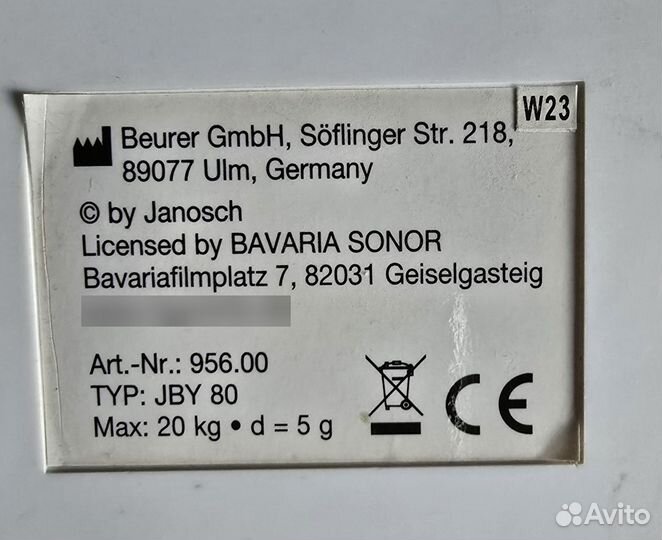 W23
Beurer GmbH, Söflinger Str. 218,
89077 Ulm, Germany
© by Janosch
Licensed by BAVARIA SONOR
Bavariafilmplatz 7, 82031 Geiselgasteig
Art.-Nr.: 956.00
TYP: JBY 80
Max: 20 kg • d = 5 g
CE
Avito